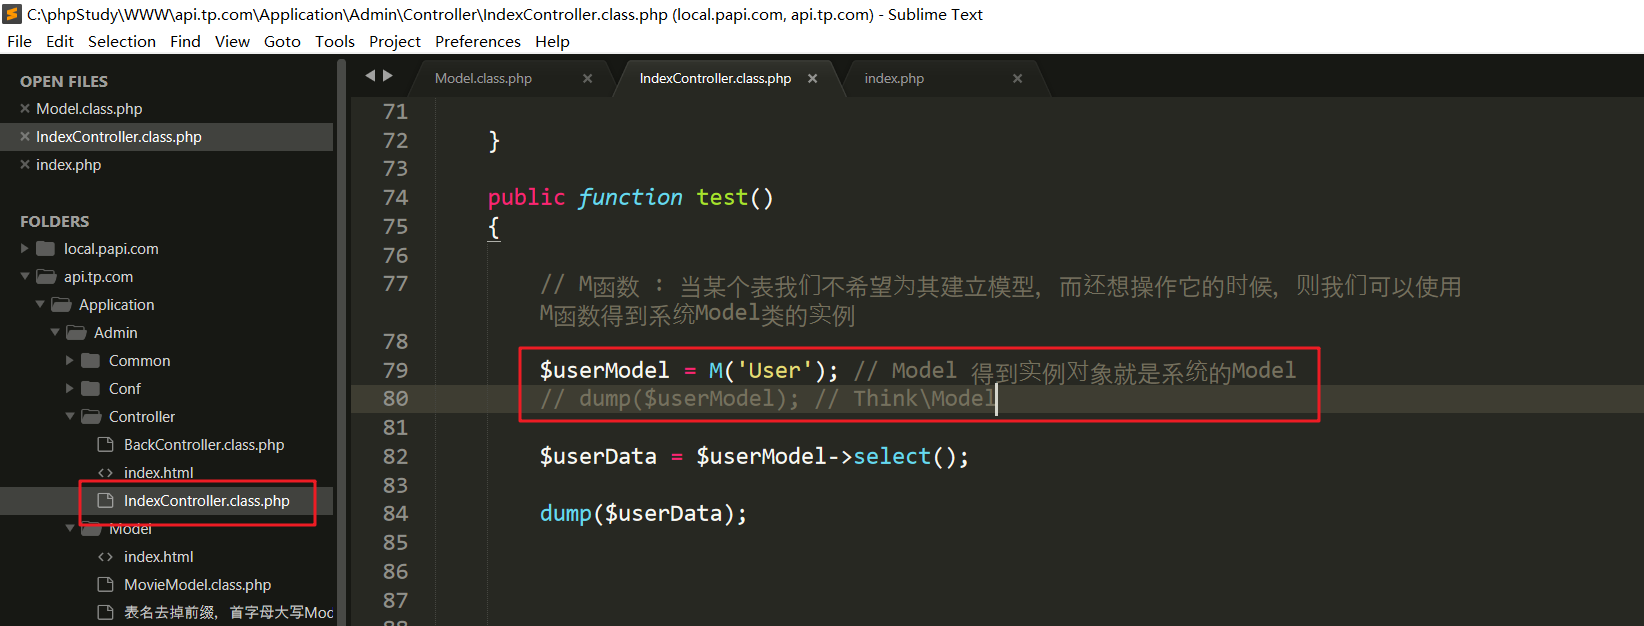 C:\phpStudy\WWW\api.tp.com\Application\Admin\Controller\IndexController.class.php (local.papi.com, api.tp.com) - Sublime Text
File Edit Selection Find View Goto Tools Project Preferences Help
OPEN FILES
Model.class.php
IndexController.class.php
index.php
FOLDERS
local.papi.com
api.tp.com
Application
Admin
Common
Conf
Controller
BackController.class.php
index.html
IndexController.class.php
Model
index.html
MovieModel.class.php
表名去掉前缀，首字母大写Moc
Model.class.php IndexController.class.php index.php
71
72 }
73
74 public function test()
75 {
76
77 // M函数 : 当某个表我们不希望为其建立模型，而还想操作它的时候，则我们可以使用
M函数得到系统Model类的实例
78
79 $userModel = M('User'); // Model 得到实例对象就是系统的Model
80 // dump($userModel); // Think\Model
81
82 $userData = $userModel->select();
83
84 dump($userData);
85
86
87
88